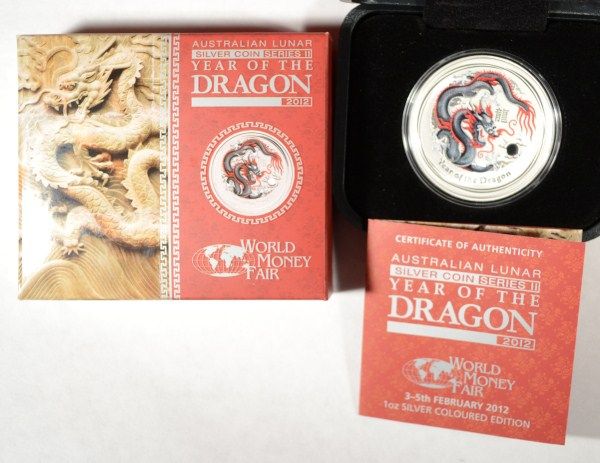 AUSTRALIAN LUNAR
SILVER COIN SERIES II
YEAR OF THE
DRAGON
2012
WORLD
MONEY
FAIR
Year of the Dragon
CERTIFICATE OF AUTHENTICITY
AUSTRALIAN LUNAR
SILVER COIN SERIES II
YEAR OF THE
DRAGON
2012
WORLD
MONEY
FAIR
3-5th FEBRUARY 2012
1oz SILVER COLOURED EDITION